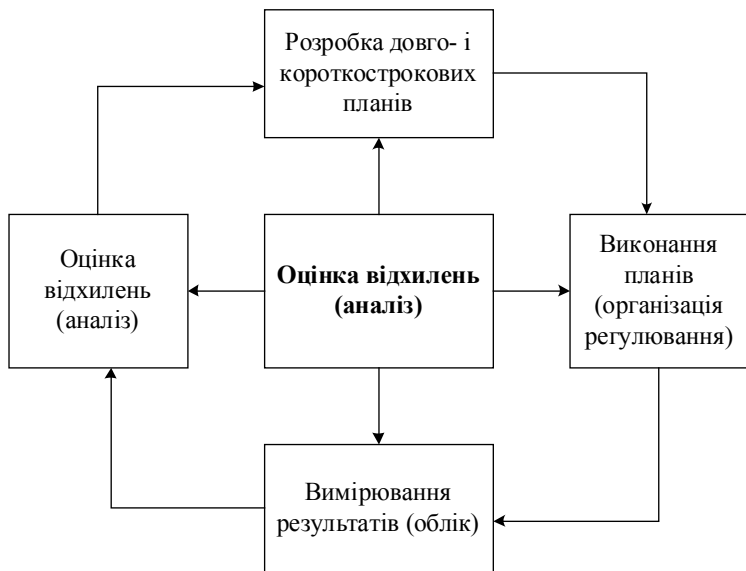 Розробка довго- і
короткострокових
планів
Оцінка
відхилень
(аналіз)
Оцінка відхилень
(аналіз)
Виконання
планів
(організація
регулювання)
Вимірювання
результатів (облік)